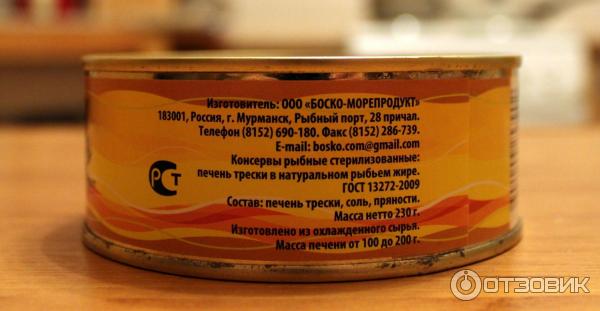 Изготовитель: ООО «БОСКО-МОРЕПРОДУКТ»
183001, Россия, г. Мурманск, Рыбный порт, 28 причал.
Телефон (8152) 690-180. Факс (8152) 286-739.
E-mail: bosko.com@gmail.com
Консервы рыбные стерилизованные:
печень трески в натуральном рыбьем жире.
ГОСТ 13272-2009
Состав: печень трески, соль, пряности.
Масса нетто 230 г.
Изготовлено из охлажденного сырья.
Масса печени от 100 до 200 г.
РСТ
ОТЗОВИК